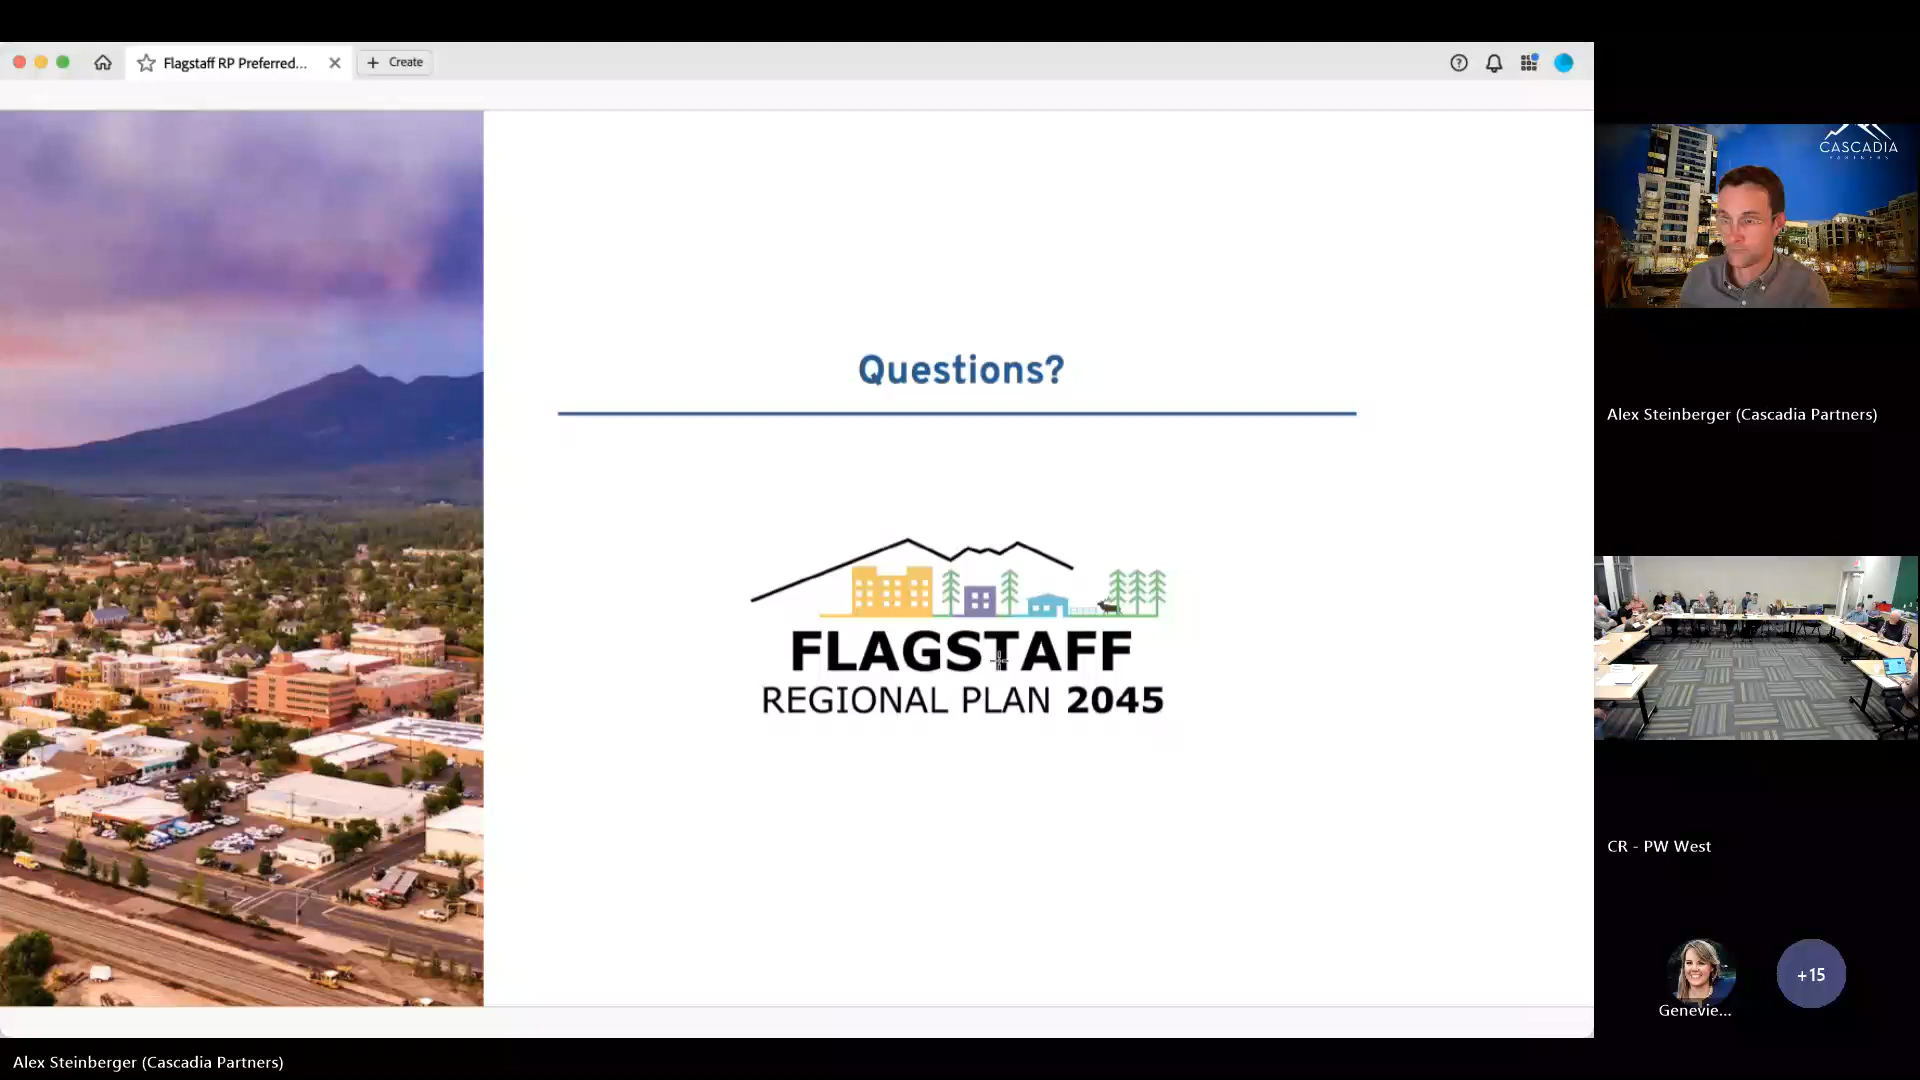 Flagstaff RP Preferred...
Create
CASCADIA
PARTNERS
Questions?
Alex Steinberger (Cascadia Partners)
FLAGSTAFF
REGIONAL PLAN 2045
CR - PW West
+15
Genevie...
Alex Steinberger (Cascadia Partners)